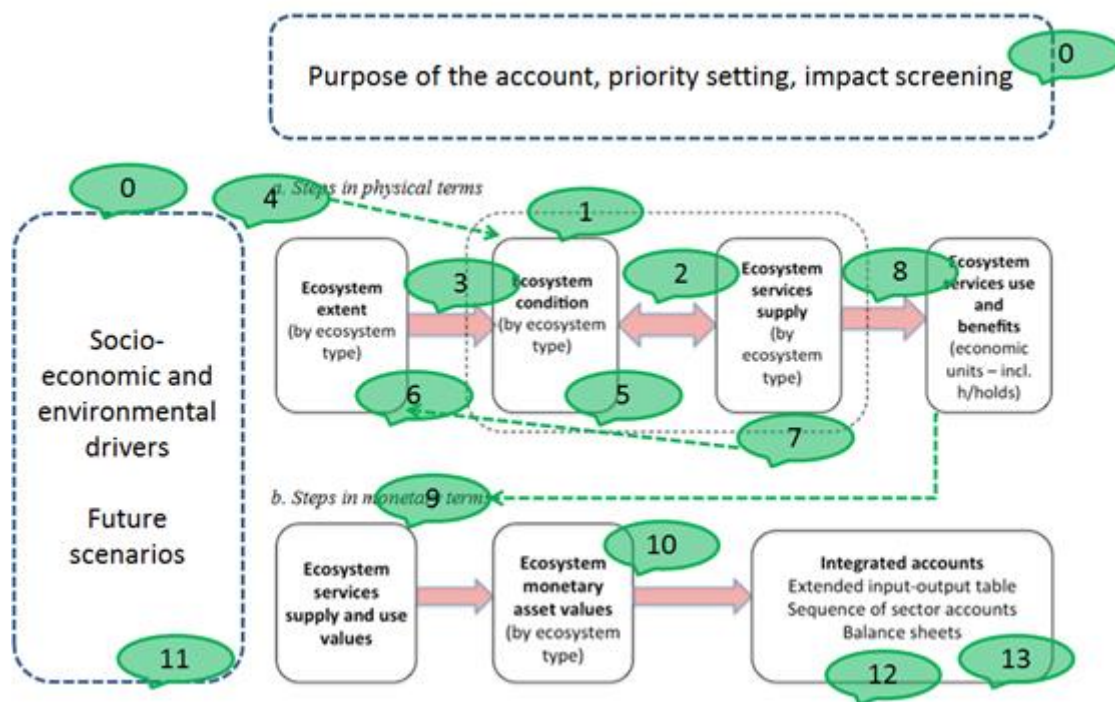 0
Purpose of the account, priority setting, impact screening
0
4
a. Steps in physical terms
1
Socio-
economic and
environmental
drivers
Future
scenarios
11
Ecosystem
extent
(by ecosystem
type)
3
Ecosystem
condition
(by ecosystem
type)
2
Ecosystem
services
supply
(by
ecosystem
type)
8
Ecosystem
services use
and
benefits
(economic
units – incl.
h/holds)
6
5
7
b. Steps in monetary terms
9
Ecosystem
services
supply and use
values
Ecosystem
monetary
asset values
(by ecosystem
type)
10
Integrated accounts
Extended input-output table
Sequence of sector accounts
Balance sheets
12
13